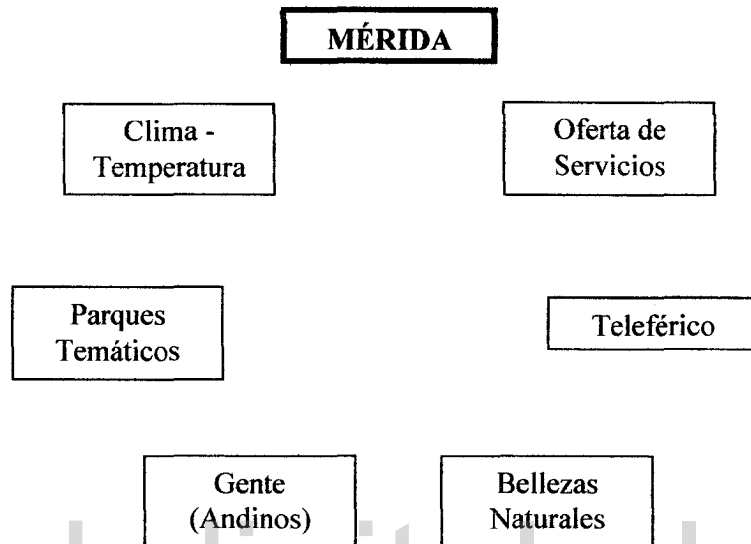 MÉRIDA
Clima -
Temperatura
Oferta de
Servicios
Parques
Temáticos
Teleférico
Gente
(Andinos)
Bellezas
Naturales